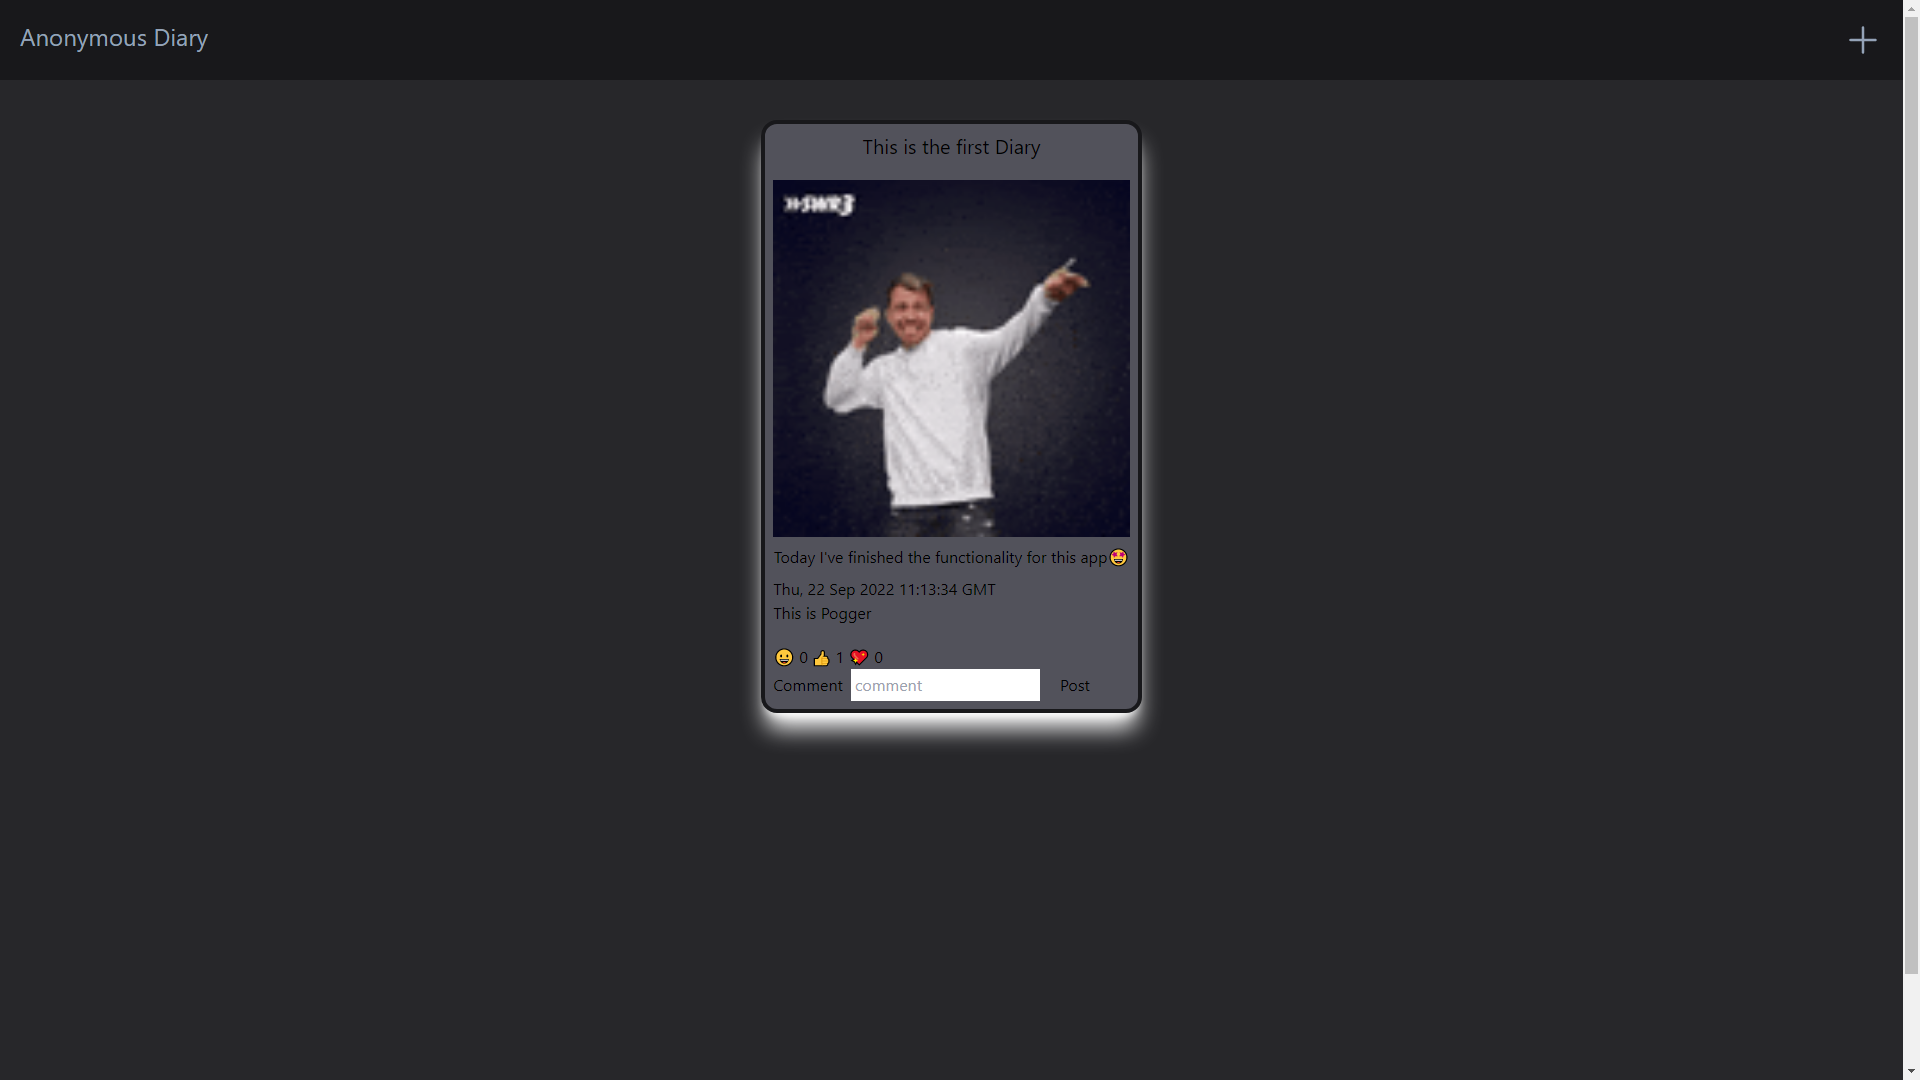 Anonymous Diary
This is the first Diary
»SWR3
Today I've finished the functionality for this app🤩
Thu, 22 Sep 2022 11:13:34 GMT
This is Pogger
😀 0 👍 1 💖 0
Comment comment Post